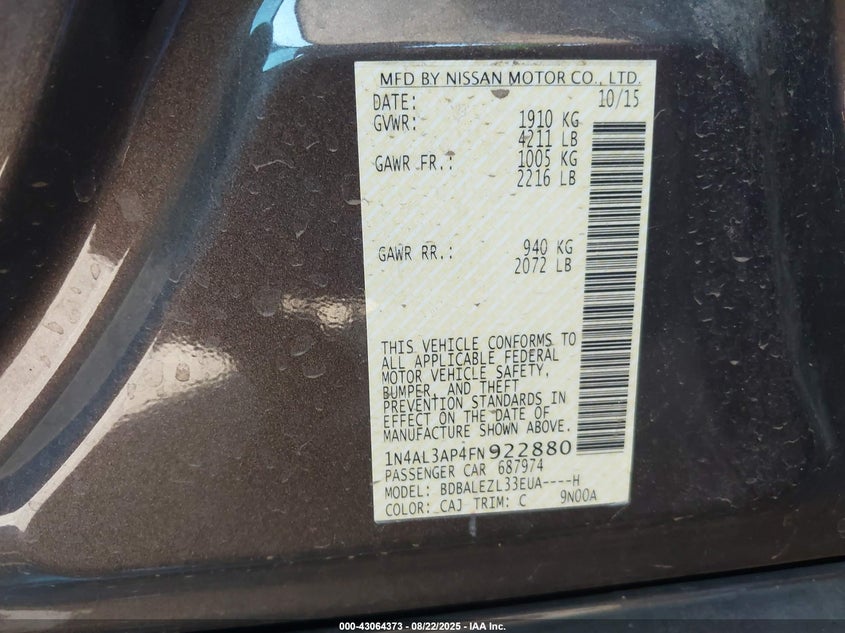 MFD BY NISSAN MOTOR CO., LTD.
DATE: 10/15
GVWR: 1910 KG
4211 LB
GAWR FR.: 1005 KG
2216 LB
GAWR RR.: 940 KG
2072 LB
THIS VEHICLE CONFORMS TO
ALL APPLICABLE FEDERAL
MOTOR VEHICLE SAFETY,
BUMPER, AND THEFT
PREVENTION STANDARDS IN
EFFECT ON THE DATE OF
MANUFACTURE SHOWN ABOVE.
1N4AL3AP4FN922880
PASSENGER CAR 687974
MODEL: BDBALEZL33EUA----H
COLOR: CAJ TRIM: C 9N00A
000-43064373 - 08/22/2025 - IAA Inc.